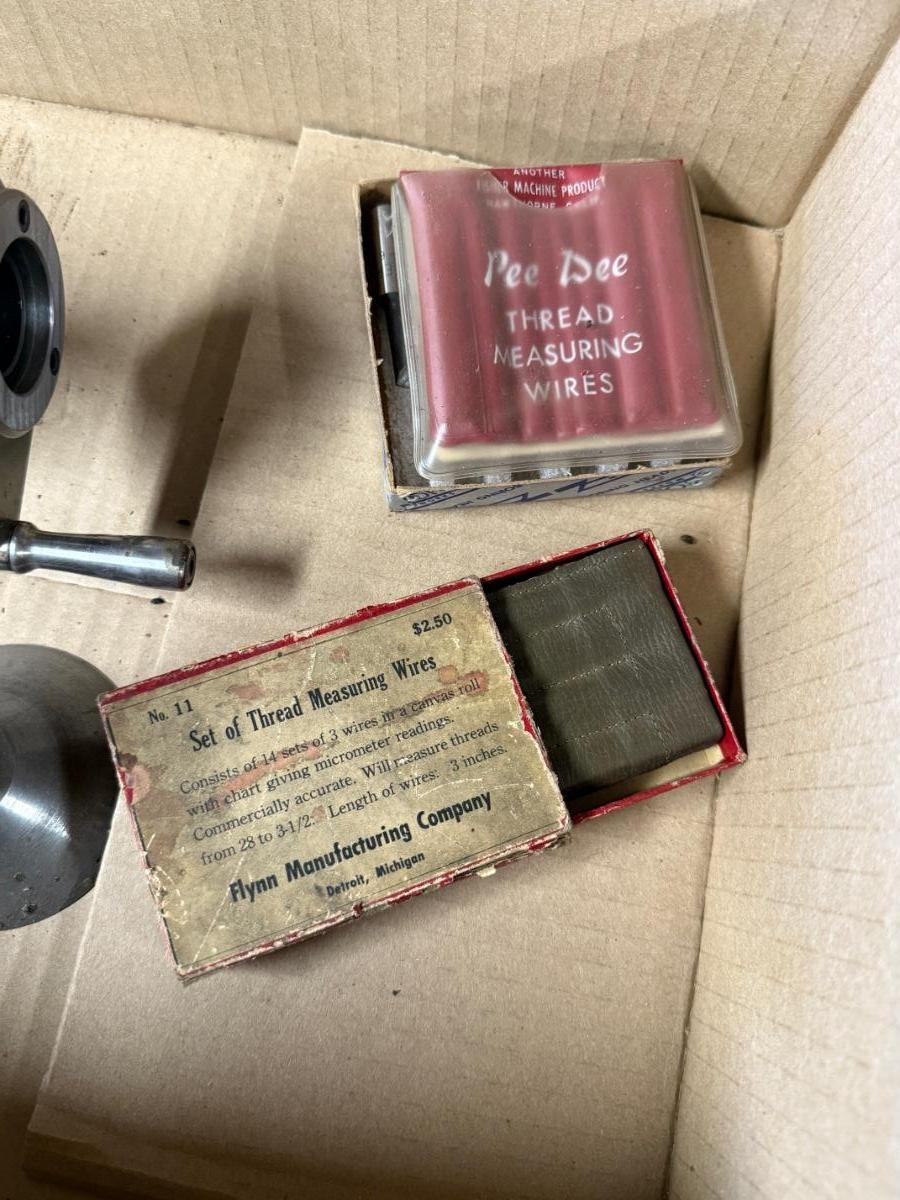 ANOTHER
MACHINE PRODUCT
Pee Dee
THREAD
MEASURING
WIRES
No. 11
$2.50
Set of Thread Measuring Wires
Consists of 14 sets of 3 wires in a canvas roll
with chart giving micrometer readings.
Commercially accurate. Will measure threads
from 28 to 3-1/2. Length of wires: 3 inches.
Flynn Manufacturing Company
Detroit, Michigan